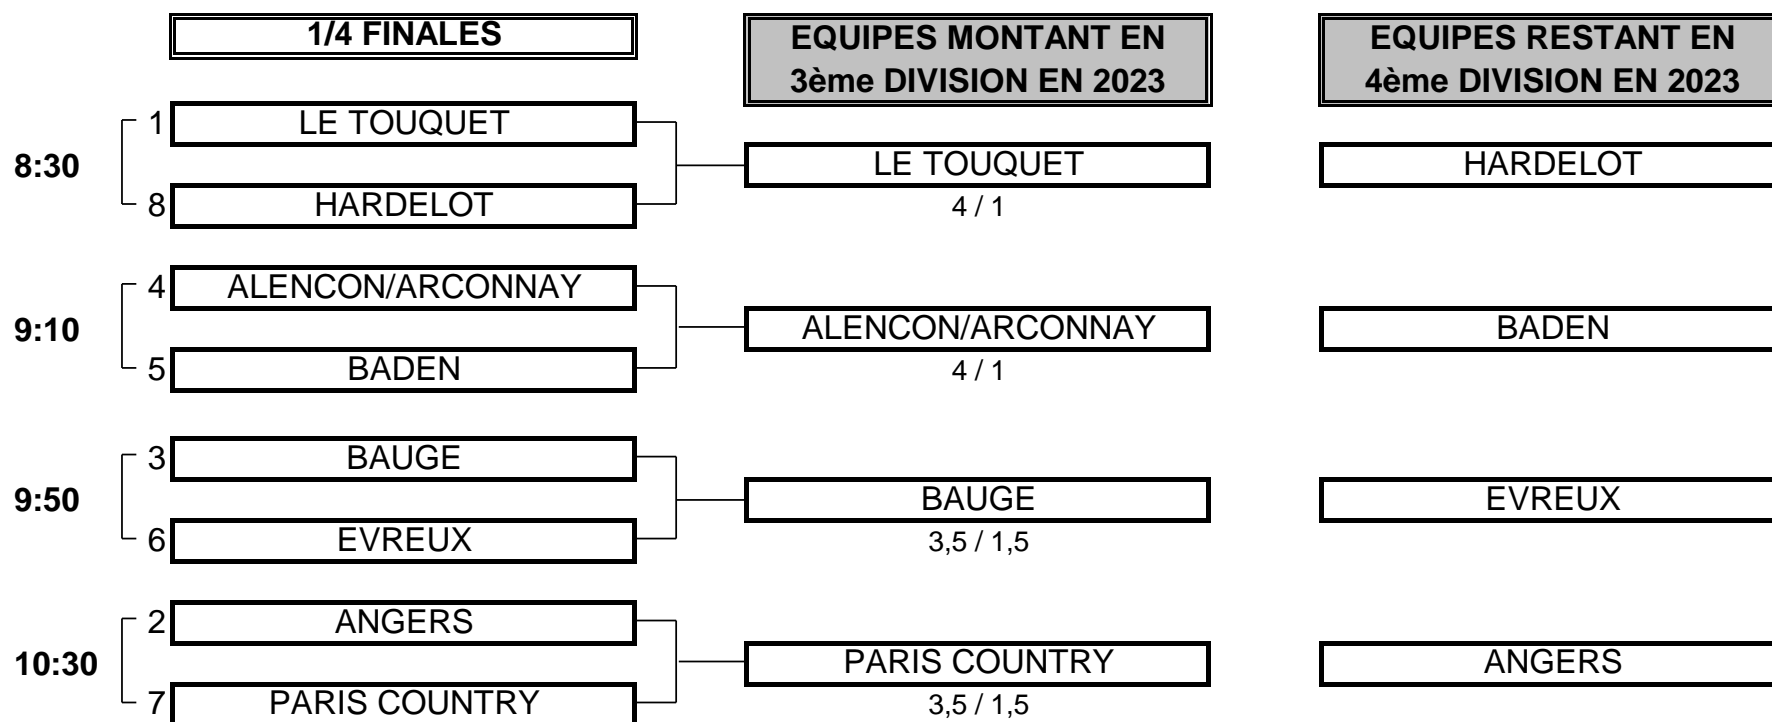 1/4 FINALES
EQUIPES MONTANT EN
3ème DIVISION EN 2023
EQUIPES RESTANT EN
4ème DIVISION EN 2023
1 LE TOUQUET
8:30 LE TOUQUET HARDELOT
8 HARDELOT 4 / 1
4 ALENCON/ARCONNAY
9:10 ALENCON/ARCONNAY BADEN
5 BADEN 4 / 1
3 BAUGE
9:50 BAUGE EVREUX
6 EVREUX 3,5 / 1,5
2 ANGERS
10:30 PARIS COUNTRY ANGERS
7 PARIS COUNTRY 3,5 / 1,5